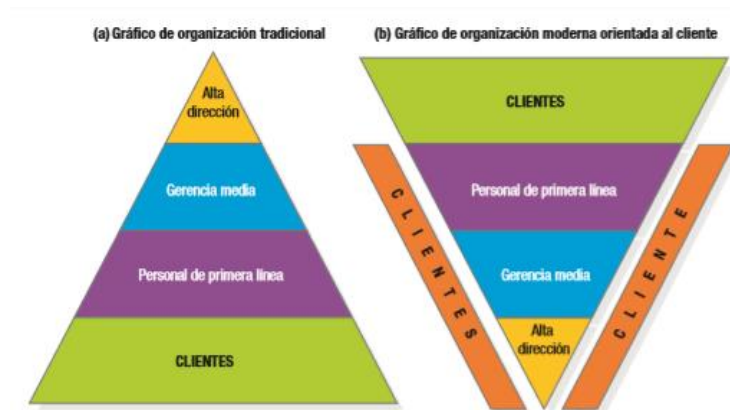 (a) Gráfico de organización tradicional
Alta
dirección
Gerencia media
Personal de primera línea
CLIENTES
(b) Gráfico de organización moderna orientada al cliente
CLIENTES
Personal de primera línea
Gerencia media
Alta
dirección
CLIENTES
CLIENTE